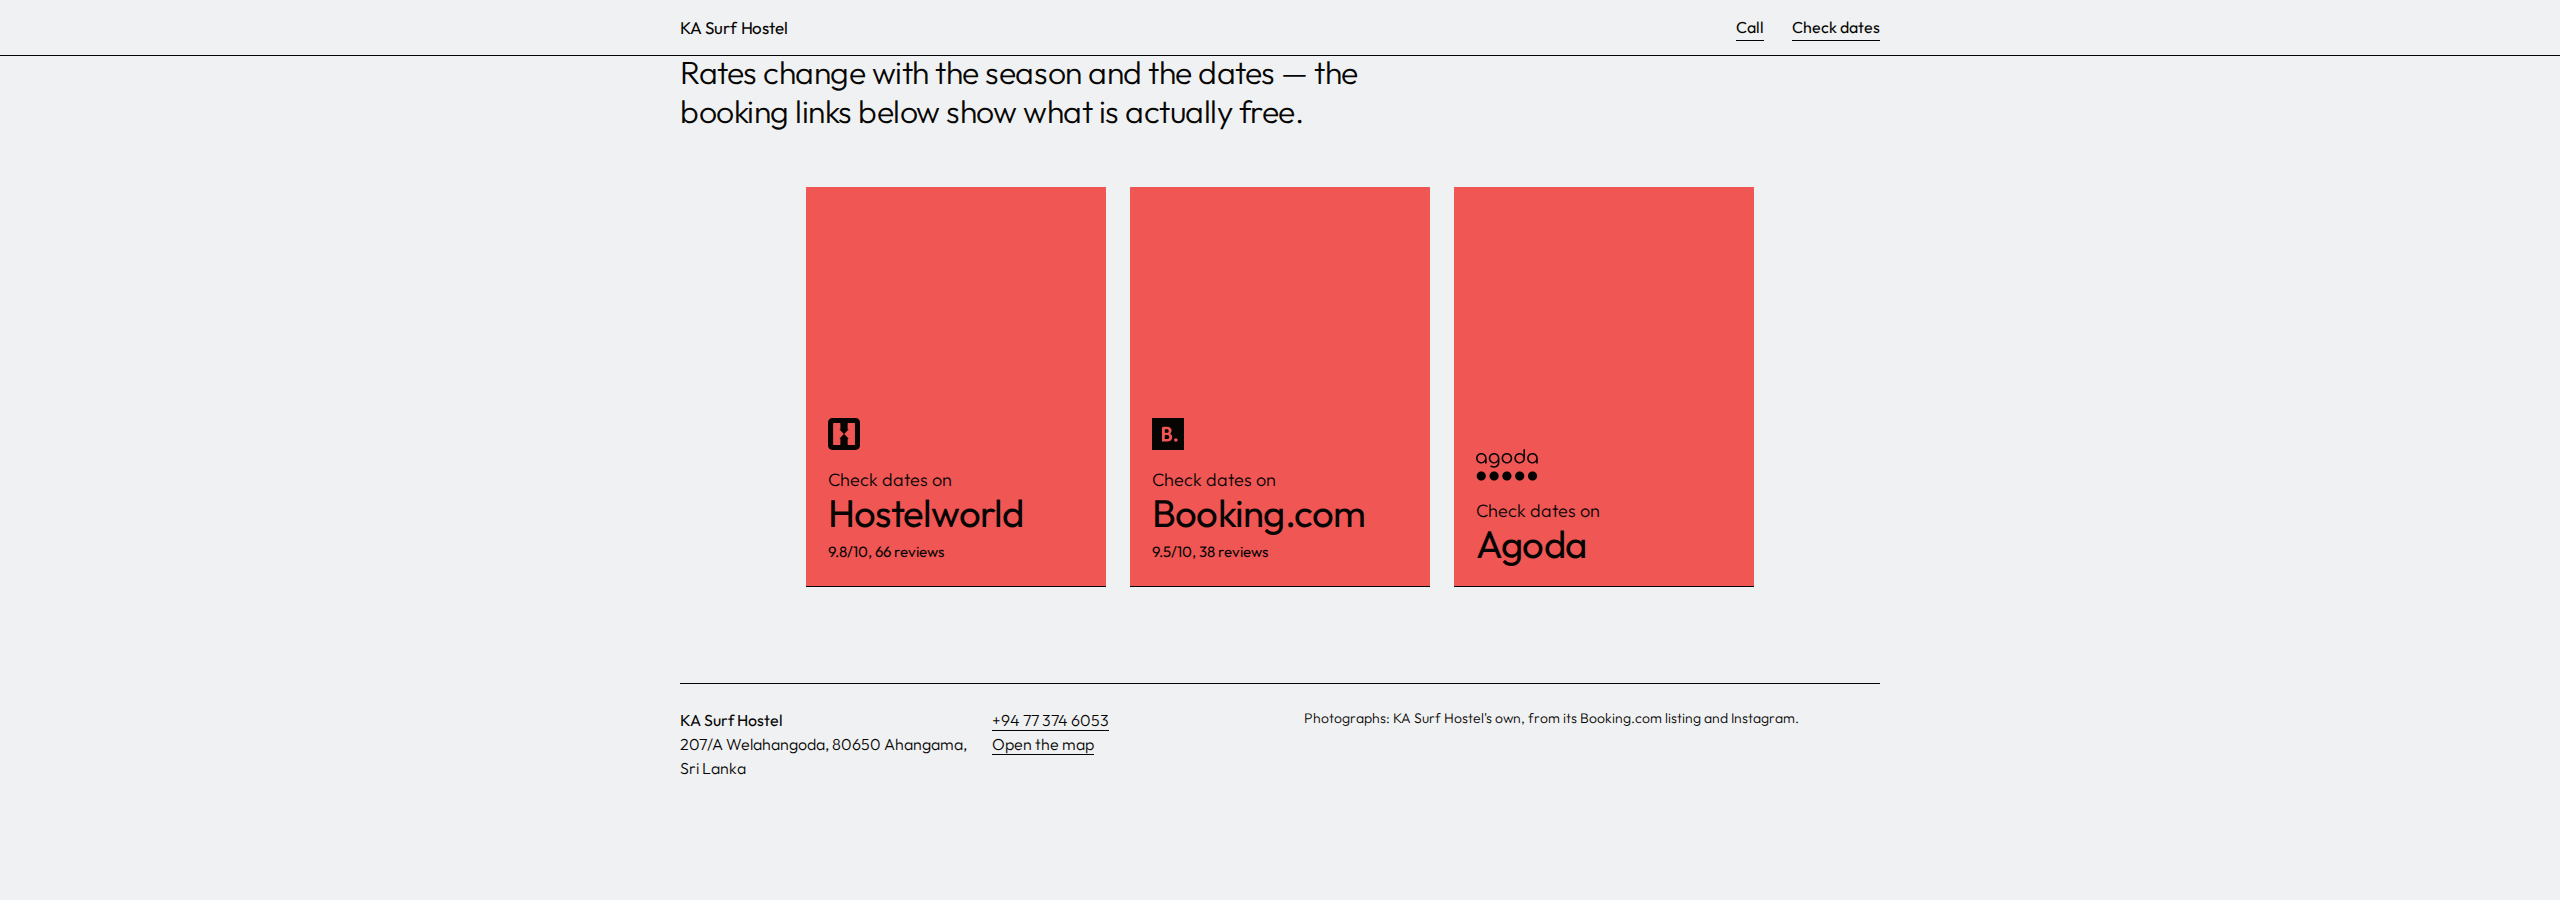 KA Surf Hostel
Call
Check dates
Rates change with the season and the dates — the
booking links below show what is actually free.
Check dates on
Hostelworld
9.8/10, 66 reviews
B.
Check dates on
Booking.com
9.5/10, 38 reviews
agoda
Check dates on
Agoda
KA Surf Hostel
207/A Welahangoda, 80650 Ahangama,
Sri Lanka
+94 77 374 6053
Open the map
Photographs: KA Surf Hostel's own, from its Booking.com listing and Instagram.